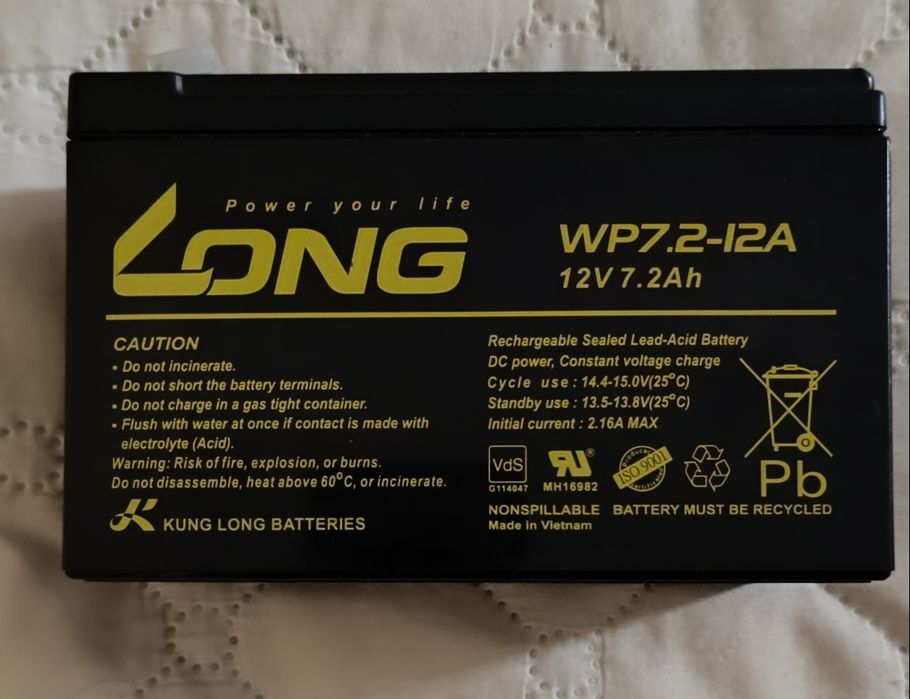 Power your life
LONG
WP7.2-12A
12V 7.2Ah
CAUTION
▪ Do not incinerate.
▪ Do not short the battery terminals.
▪ Do not charge in a gas tight container.
▪ Flush with water at once if contact is made with
electrolyte (Acid).
Warning: Risk of fire, explosion, or burns.
Do not disassemble, heat above 60°C, or incinerate.
KUNG LONG BATTERIES
Rechargeable Sealed Lead-Acid Battery
DC power, Constant voltage charge
Cycle use : 14.4-15.0V(25°C)
Standby use : 13.5-13.8V(25°C)
Initial current : 2.16A MAX
VdS
G114047
RU®
MH16982
ISO 9001
Pb
NONSPILLABLE BATTERY MUST BE RECYCLED
Made in Vietnam